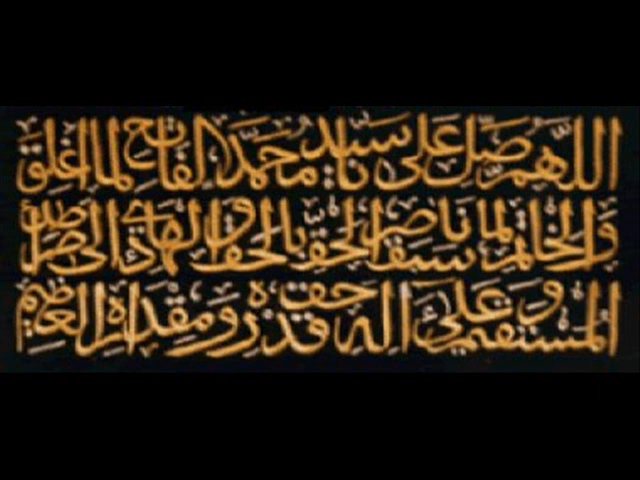 اللهم صل على سيدنا محمد الفاتح لما اغلق
والخاتم لما سبق ناصر الحق بالحق والهادي الى صراطك
المستقيم وعلى اله حق قدره ومقداره العظيم